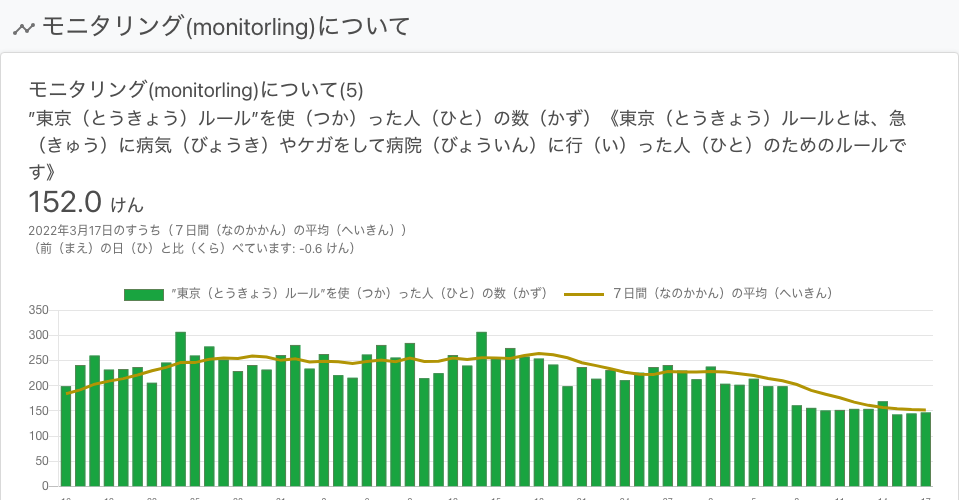 モニタリング(monitorling)について
モニタリング(monitorling)について(5)
”東京（とうきょう）ルール”を使（つか）った人（ひと）の数（かず）《東京（とうきょう）ルールとは、急
（きゅう）に病気（びょうき）やケガをして病院（びょういん）に行（い）った人（ひと）のためのルールで
す》
152.0 けん
2022年3月17日のすうち（７日間（なのかかん）の平均（へいきん））
（前（まえ）の日（ひ）と比（くら）べています: -0.6 けん）
”東京（とうきょう）ルール”を使（つか）った人（ひと）の数（かず） ７日間（なのかかん）の平均（へいきん）
350
300
250
200
150
100
50
0